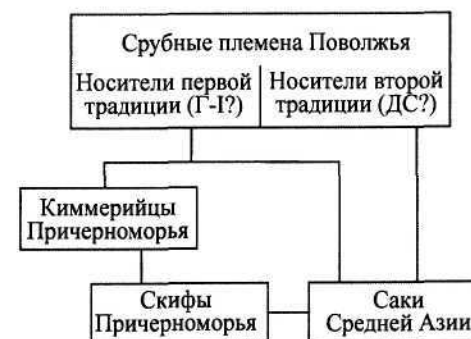 Срубные племена Поволжья
Носители первой
традиции (Г-I?)
Носители второй
традиции (ДС?)
Киммерийцы
Причерноморья
Скифы
Причерноморья
Саки
Средней Азии